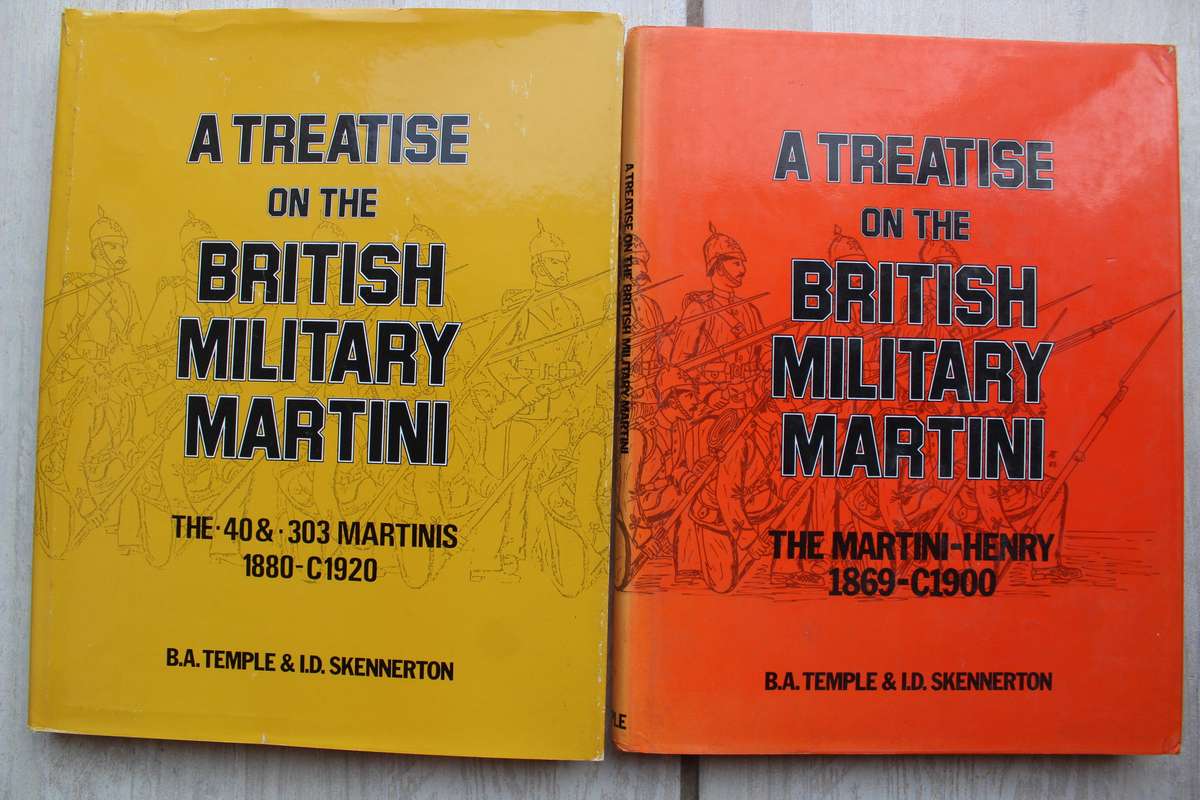 A TREATISE
ON THE
BRITISH
MILITARY
MARTINI
THE ·40 & ·303 MARTINIS
1880-C1920
B.A. TEMPLE & I.D. SKENNERTON
A TREATISE ON THE BRITISH MILITARY MARTINI
A TREATISE
ON THE
BRITISH
MILITARY
MARTINI
THE MARTINI-HENRY
1869-C1900
B.A. TEMPLE & I.D. SKENNERTON